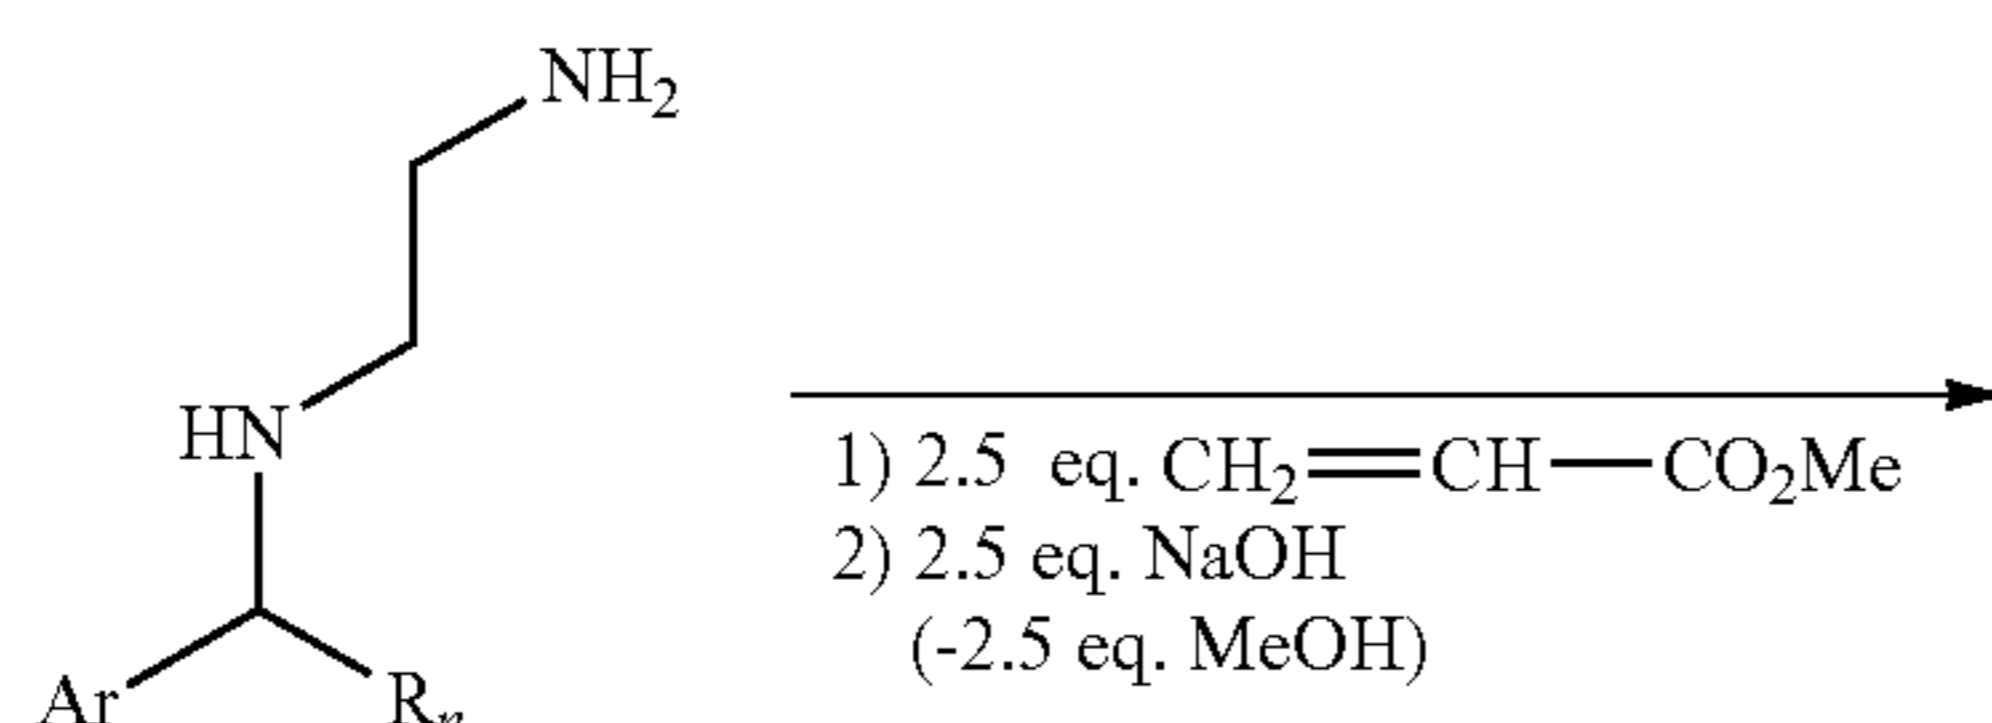 NH₂
HN
1) 2.5 eq. CH₂=CH—CO₂Me
2) 2.5 eq. NaOH
(-2.5 eq. MeOH)
Ar
Rₙ